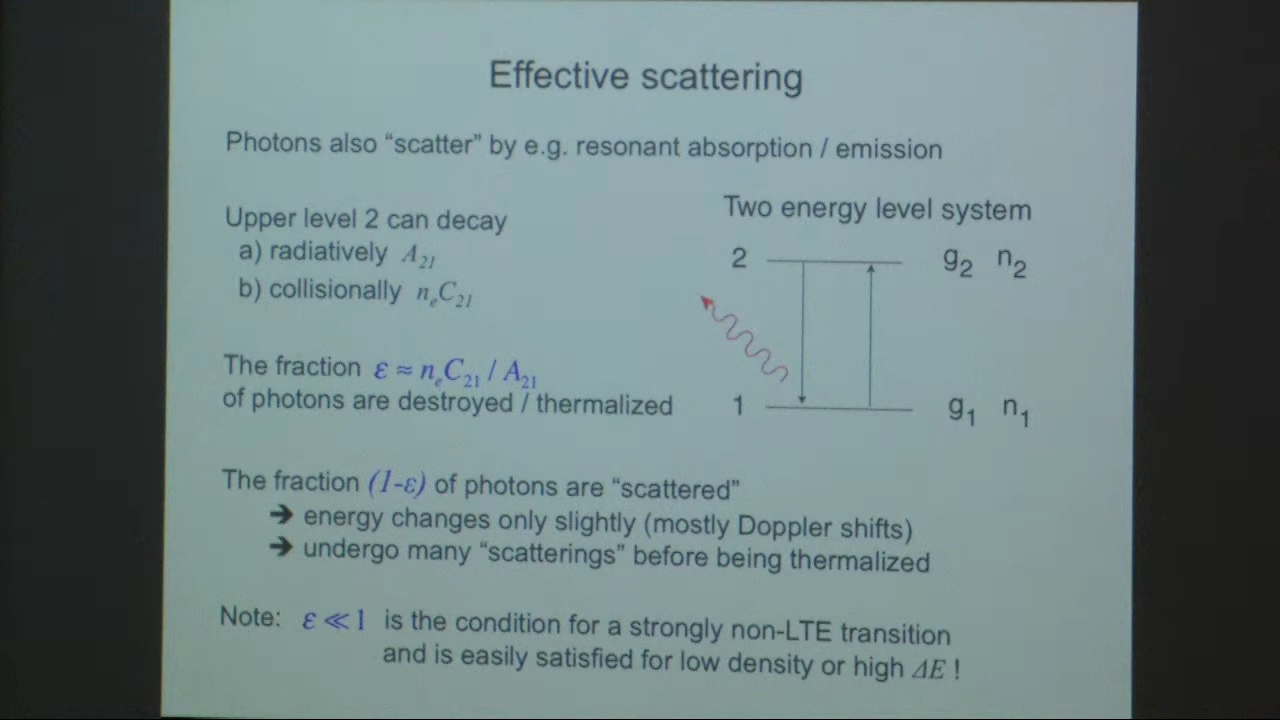 Effective scattering
Photons also “scatter” by e.g. resonant absorption / emission
Upper level 2 can decay
a) radiatively A₂₁
b) collisionally nₑC₂₁
Two energy level system
2 g₂ n₂
1 g₁ n₁
The fraction ε ≈ nₑC₂₁ / A₂₁
of photons are destroyed / thermalized
The fraction (1-ε) of photons are “scattered”
➔ energy changes only slightly (mostly Doppler shifts)
➔ undergo many “scatterings” before being thermalized
Note: ε ≪ 1 is the condition for a strongly non-LTE transition
and is easily satisfied for low density or high ΔE !